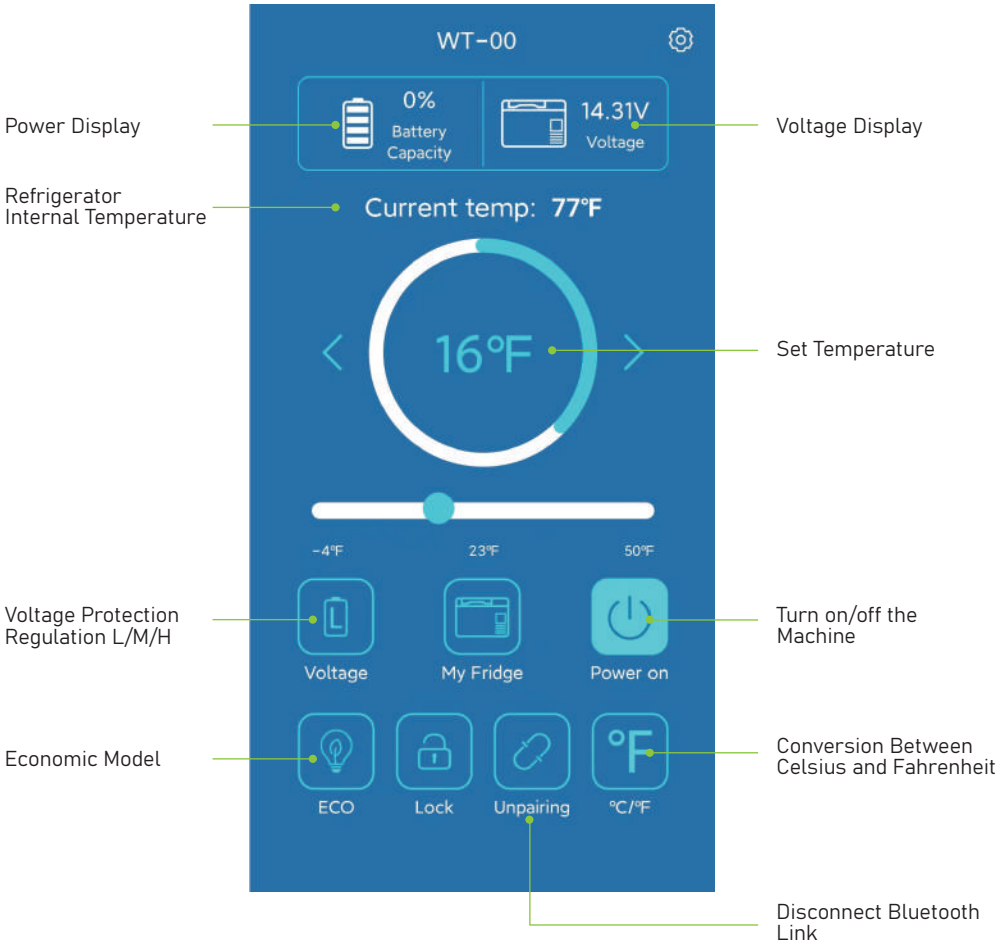 WT-00
0%
Battery
Capacity
14.31V
Voltage
Power Display
Voltage Display
Refrigerator
Internal Temperature
Current temp: 77°F
16°F
Set Temperature
-4°F 23°F 50°F
Voltage Protection
Regulation L/M/H
L
Turn on/off the
Machine
Voltage My Fridge Power on
Economic Model
°F
Conversion Between
Celsius and Fahrenheit
ECO Lock Unpairing °C/°F
Disconnect Bluetooth
Link